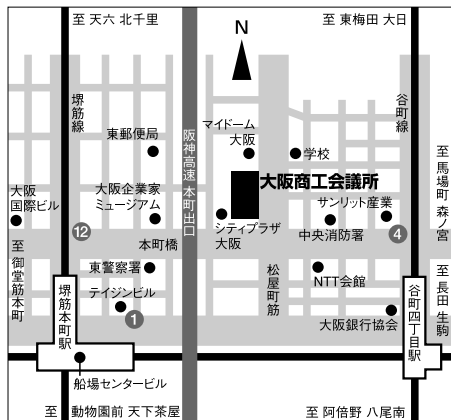 至 天六 北千里
至 東梅田 大日
N
堺筋線
谷町線
阪神高速 本町出口
マイドーム
大阪
東郵便局
学校
至 馬場町 森ノ宮
大阪商工会議所
大阪
国際ビル
大阪企業家
ミュージアム
サンリット産業
シティプラザ
大阪
中央消防署
12
4
本町橋
至 御堂筋本町
東警察署
松屋町筋
NTT会館
至 長田 生駒
テイジンビル
1
大阪銀行協会
堺筋本町駅
谷町四丁目駅
船場センタービル
至 動物園前 天下茶屋
至 阿倍野 八尾南